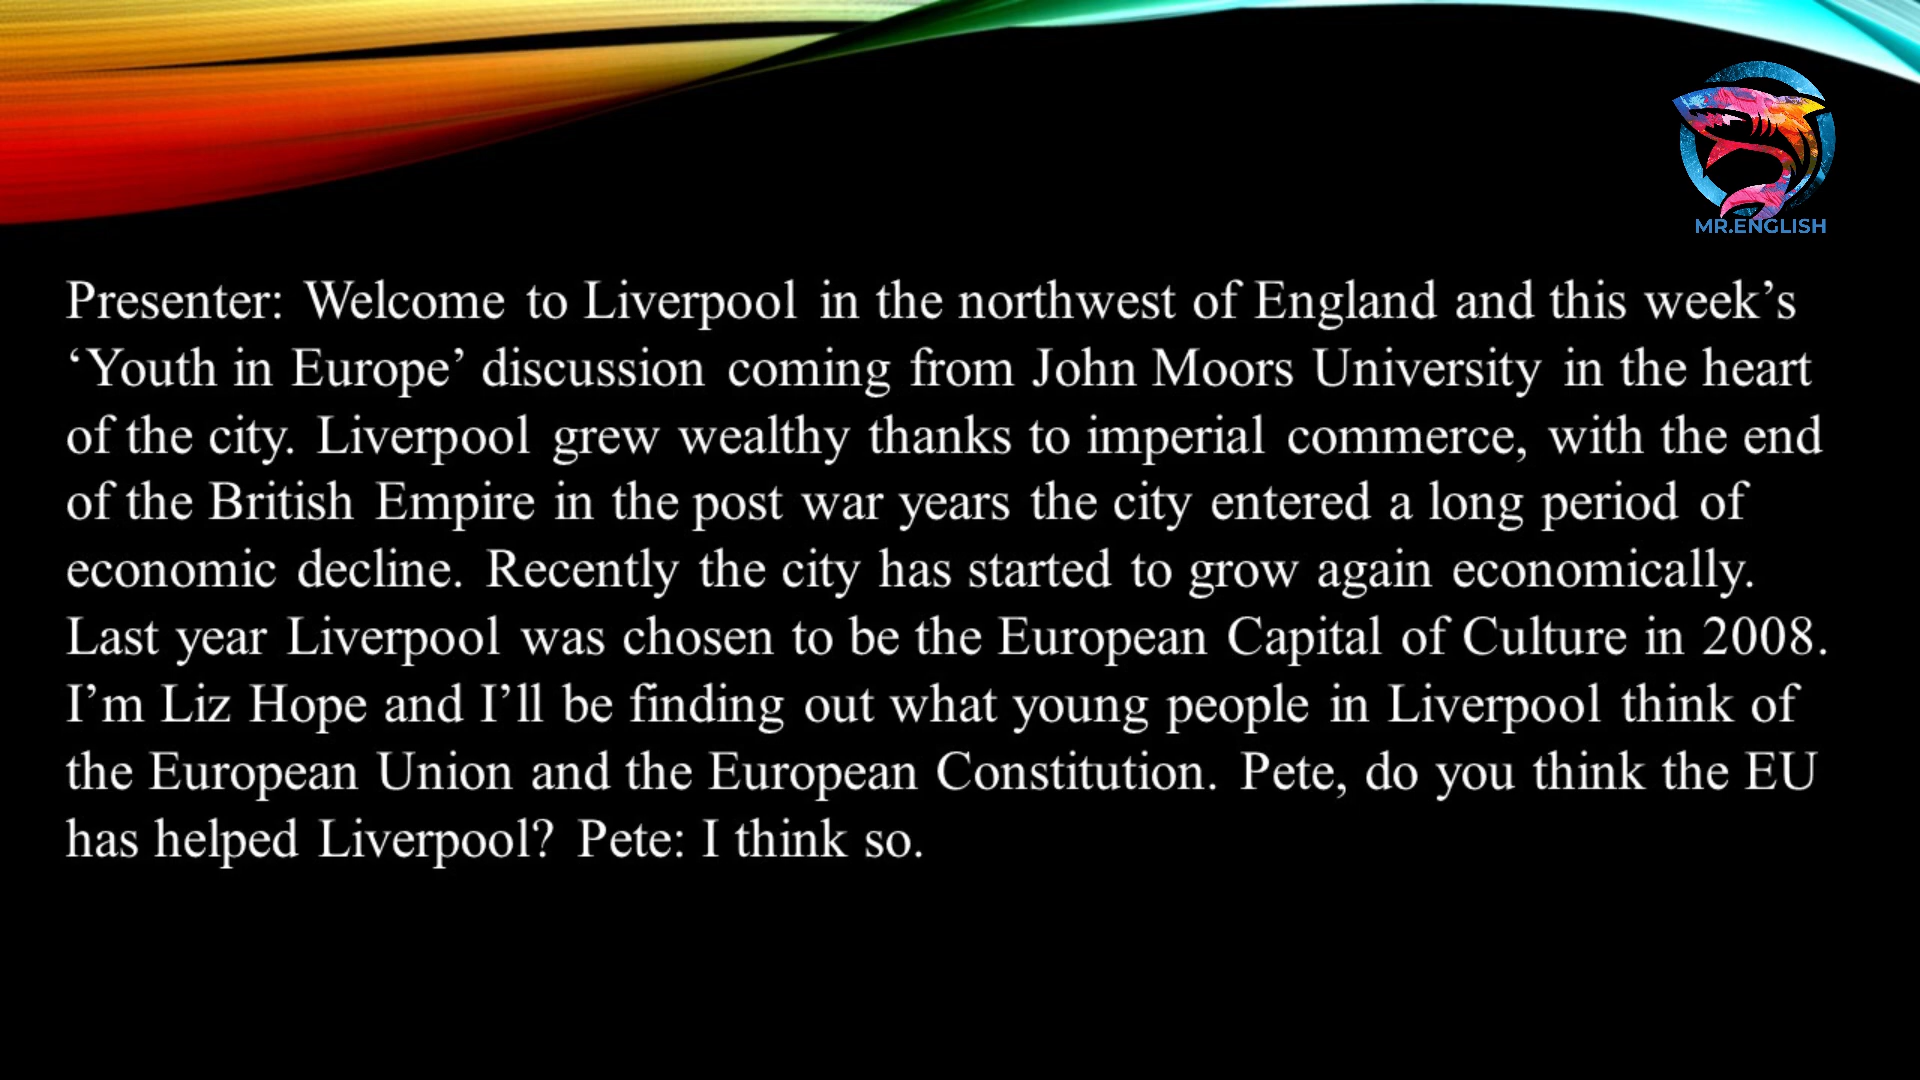 MR.ENGLISH
Presenter: Welcome to Liverpool in the northwest of England and this week’s
‘Youth in Europe’ discussion coming from John Moors University in the heart
of the city. Liverpool grew wealthy thanks to imperial commerce, with the end
of the British Empire in the post war years the city entered a long period of
economic decline. Recently the city has started to grow again economically.
Last year Liverpool was chosen to be the European Capital of Culture in 2008.
I’m Liz Hope and I’ll be finding out what young people in Liverpool think of
the European Union and the European Constitution. Pete, do you think the EU
has helped Liverpool? Pete: I think so.